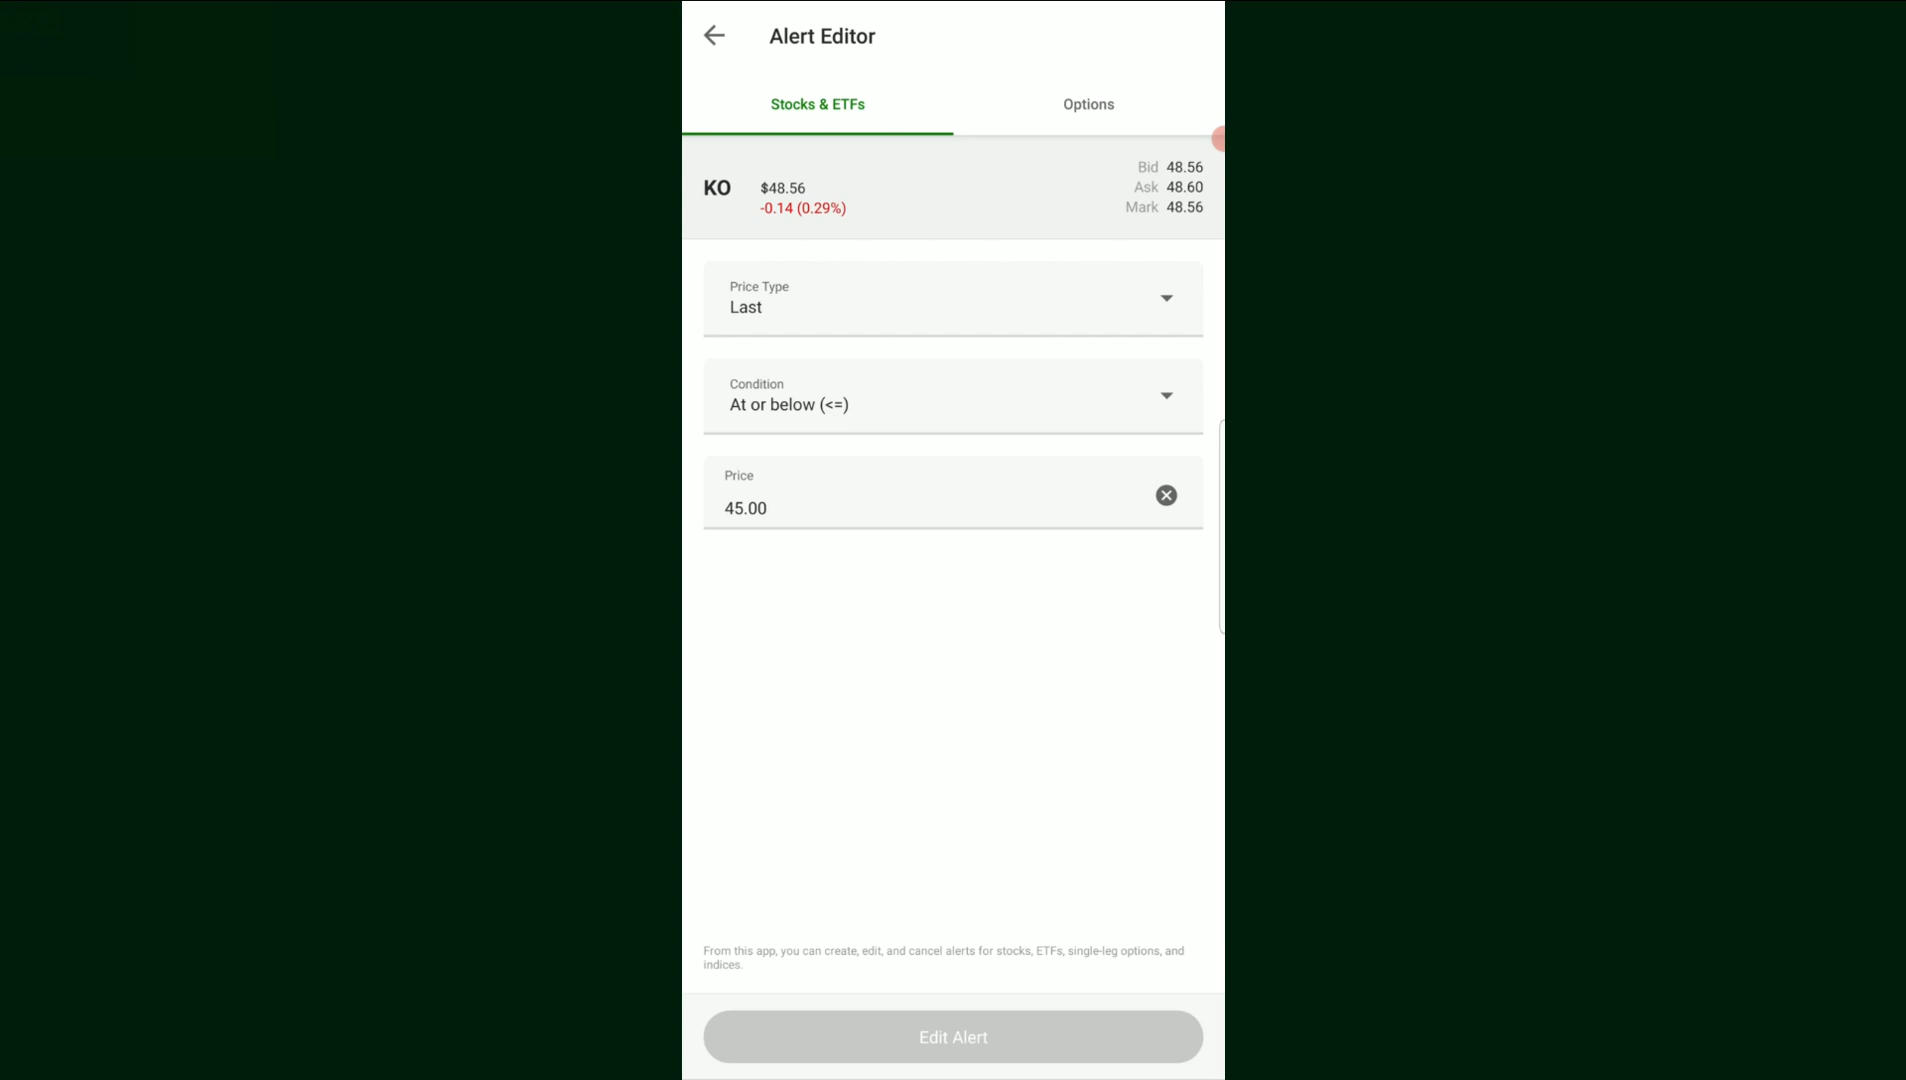 Alert Editor
Stocks & ETFs
Options
KO
$48.56
-0.14 (0.29%)
Bid 48.56
Ask 48.60
Mark 48.56
Price Type
Last
Condition
At or below (<=)
Price
45.00
From this app, you can create, edit, and cancel alerts for stocks, ETFs, single-leg options, and
indices.
Edit Alert